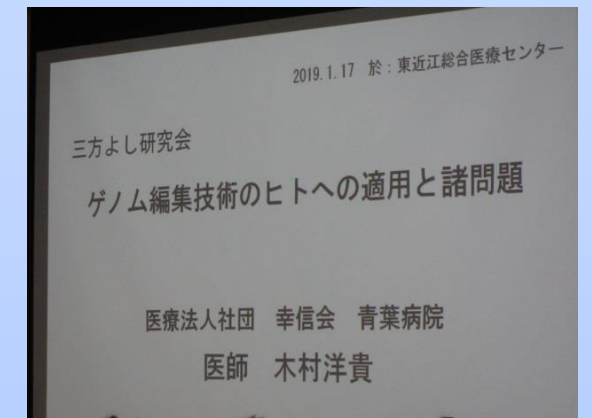 2019.1.17 於：東近江総合医療センター
三方よし研究会
ゲノム編集技術のヒトへの適用と諸問題
医療法人社団 幸信会 青葉病院
医師 木村洋貴